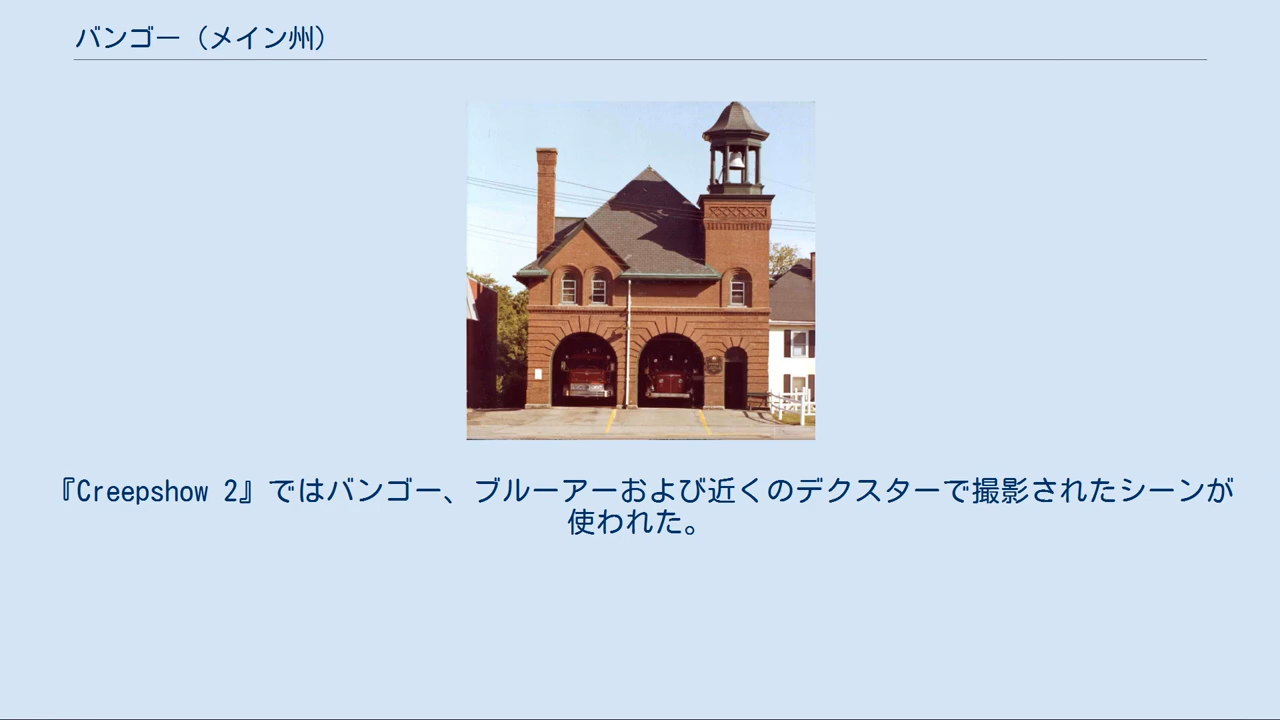 バンゴー（メイン州）
『Creepshow 2』ではバンゴー、ブルーアーおよび近くのデクスターで撮影されたシーンが
使われた。